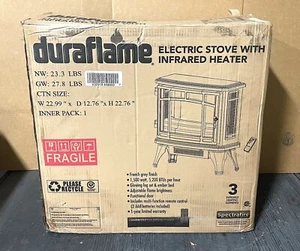 duraflame
ELECTRIC STOVE WITH
INFRARED HEATER
NW: 23.3 LBS
GW: 27.8 LBS
CTN SIZE:
W 22.99" x D 12.76" x H 22.76"
INNER PACK: 1
FRAGILE
PLEASE
RECYCLE
• French grey finish
• 1,500 watt, 5,200 BTUs per hour
• Glowing log set & ember bed
• Adjustable flame brightness
• Functional door
• Includes multi-function remote control
• 1-year limited warranty
3
Spectrafire